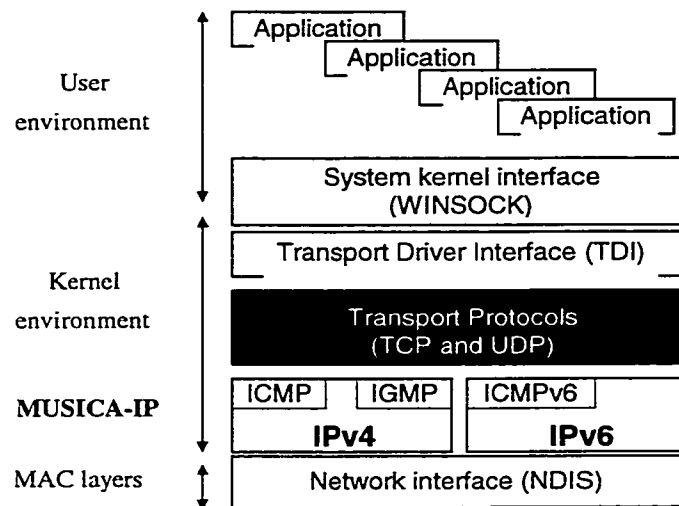 Application
Application
Application
Application
User
environment
System kernel interface
(WINSOCK)
Transport Driver Interface (TDI)
Kernel
environment
Transport Protocols
(TCP and UDP)
MUSICA-IP
ICMP
IGMP
ICMPv6
IPv4
IPv6
MAC layers
Network interface (NDIS)